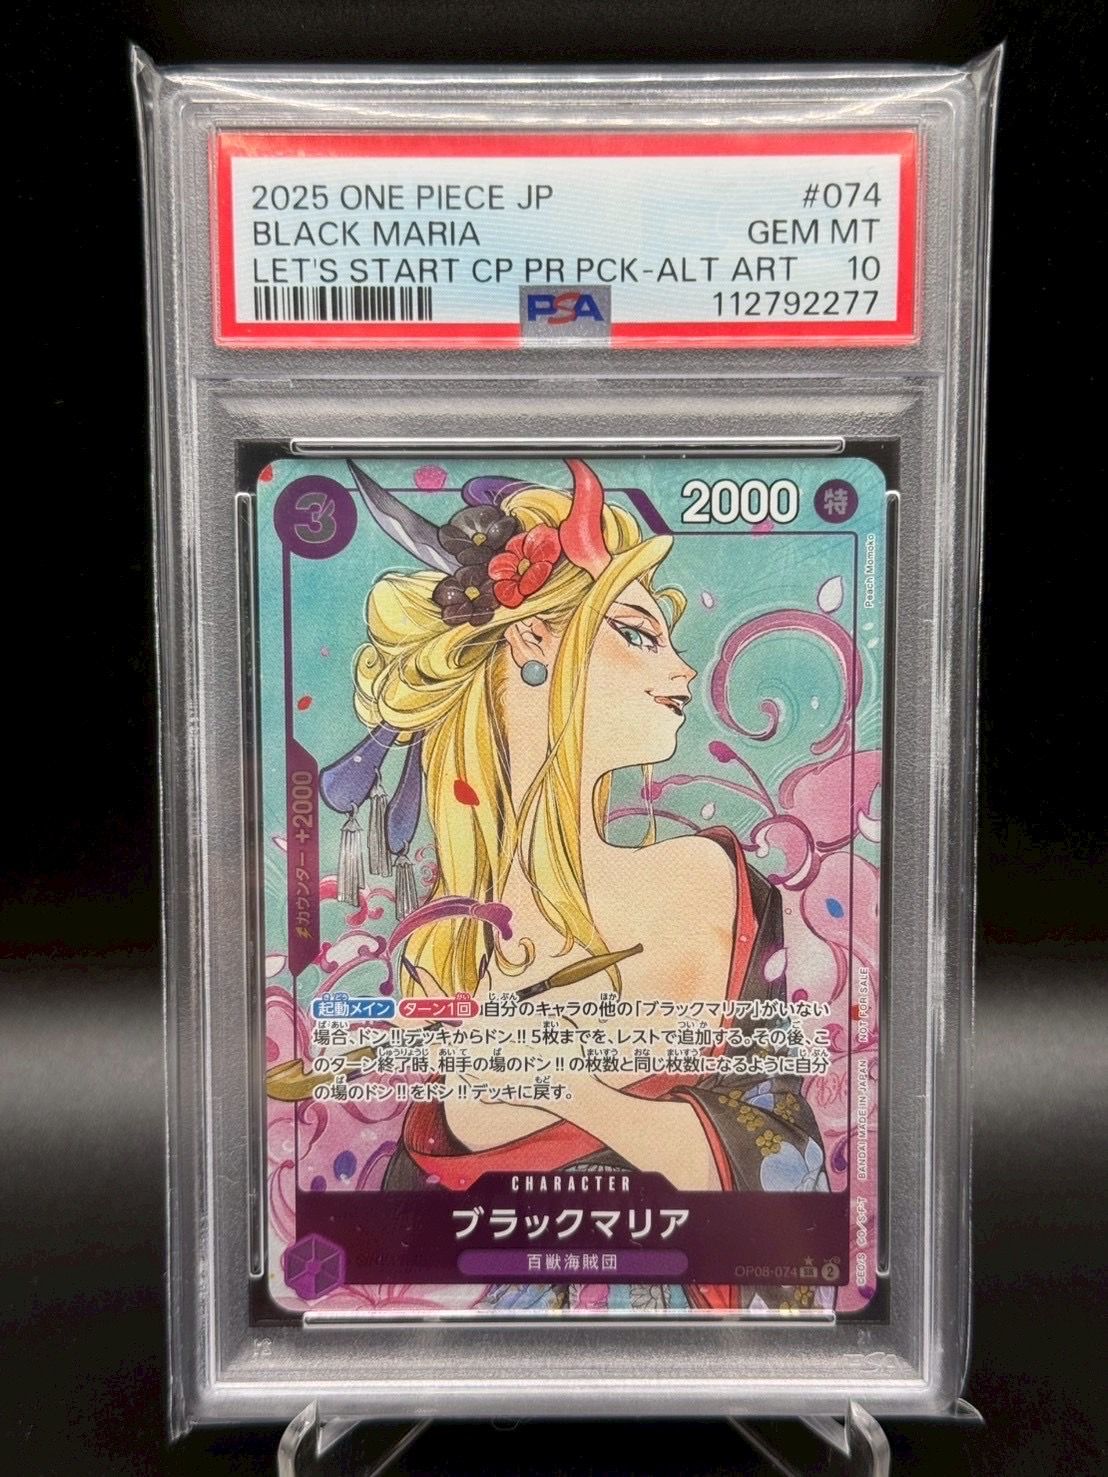 2025 ONE PIECE JP #074
BLACK MARIA GEM MT
LET'S START CP PR PCK-ALT ART 10
PSA 112792277
3
2000 特
Peach Momoko
カウンター +2000
起動メイン ターン1回 自分のキャラの他の「ブラックマリア」がいない
場合、ドン!!デッキからドン!!5枚までを、レストで追加する。その後、こ
のターン終了時、相手の場のドン!!の枚数と同じ枚数になるように自分
の場のドン!!をドン!!デッキに戻す。
BANDAI MADE IN JAPAN NOT FOR SALE
CHARACTER
ブラックマリア
百獣海賊団
OP08-074 SR 2